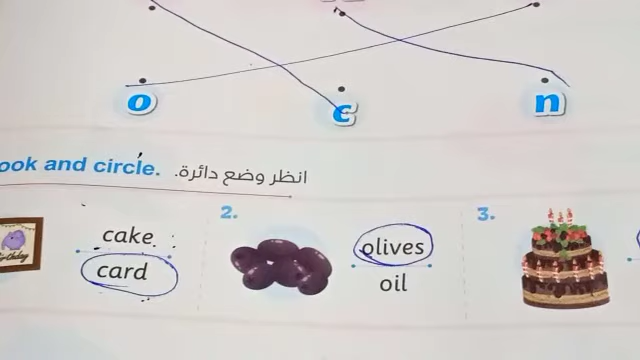 o c n
ook and circle. انظر وضع دائرة.
2. 3.
cake olives
card oil